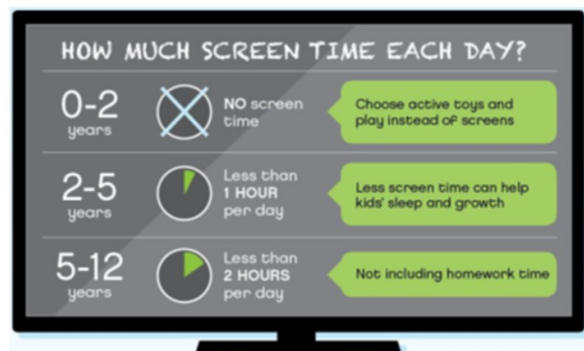 HOW MUCH SCREEN TIME EACH DAY?
0-2
years
NO screen
time
Choose active toys and
play instead of screens
2-5
years
Less than
1 HOUR
per day
Less screen time can help
kids' sleep and growth
5-12
years
Less than
2 HOURS
per day
Not including homework time